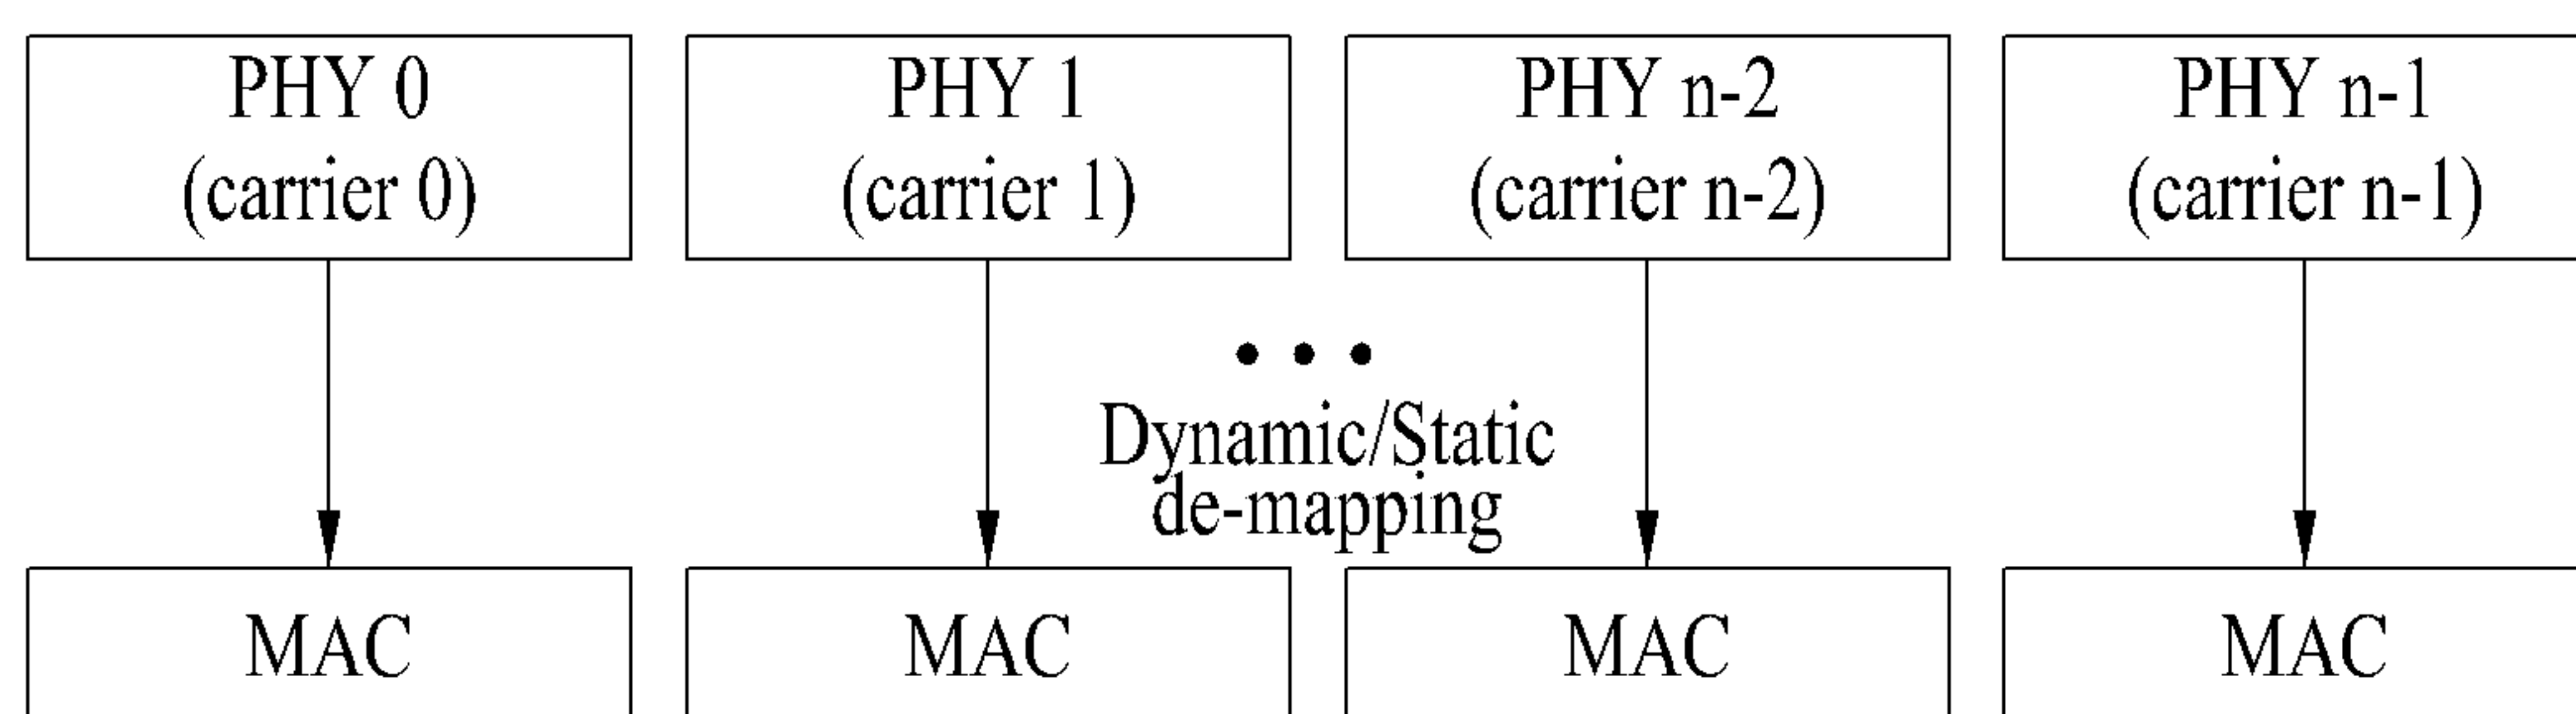 PHY 0
(carrier 0)
PHY 1
(carrier 1)
PHY n-2
(carrier n-2)
PHY n-1
(carrier n-1)
• • •
Dynamic/Static
de-mapping
MAC
MAC
MAC
MAC